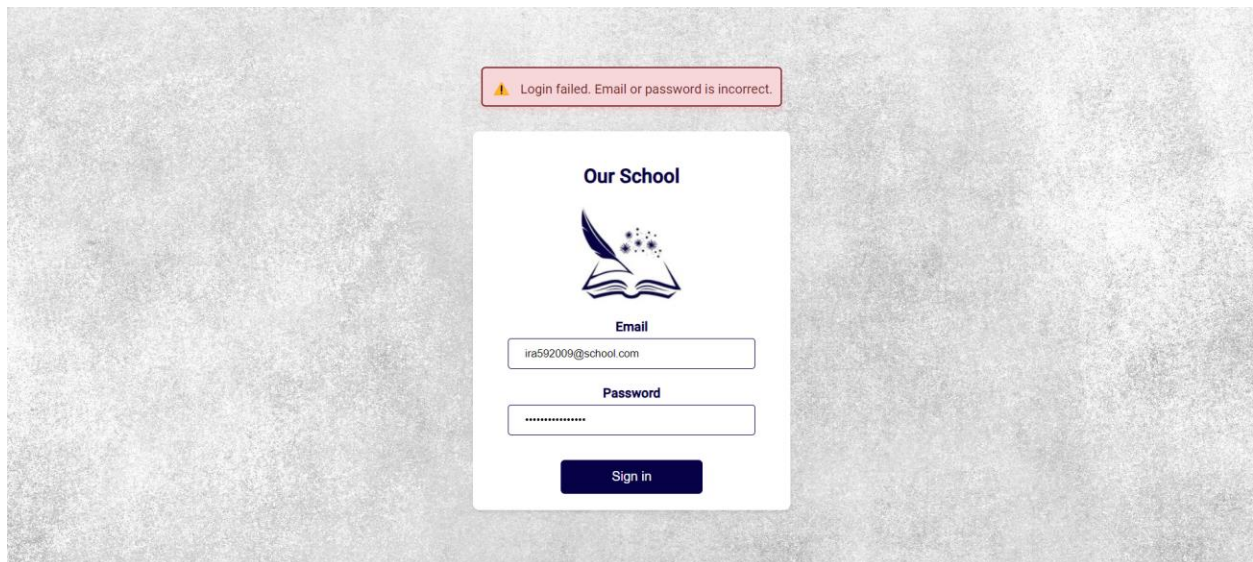 Login failed. Email or password is incorrect.
Our School
Email
ira592009@school.com
Password
Sign in